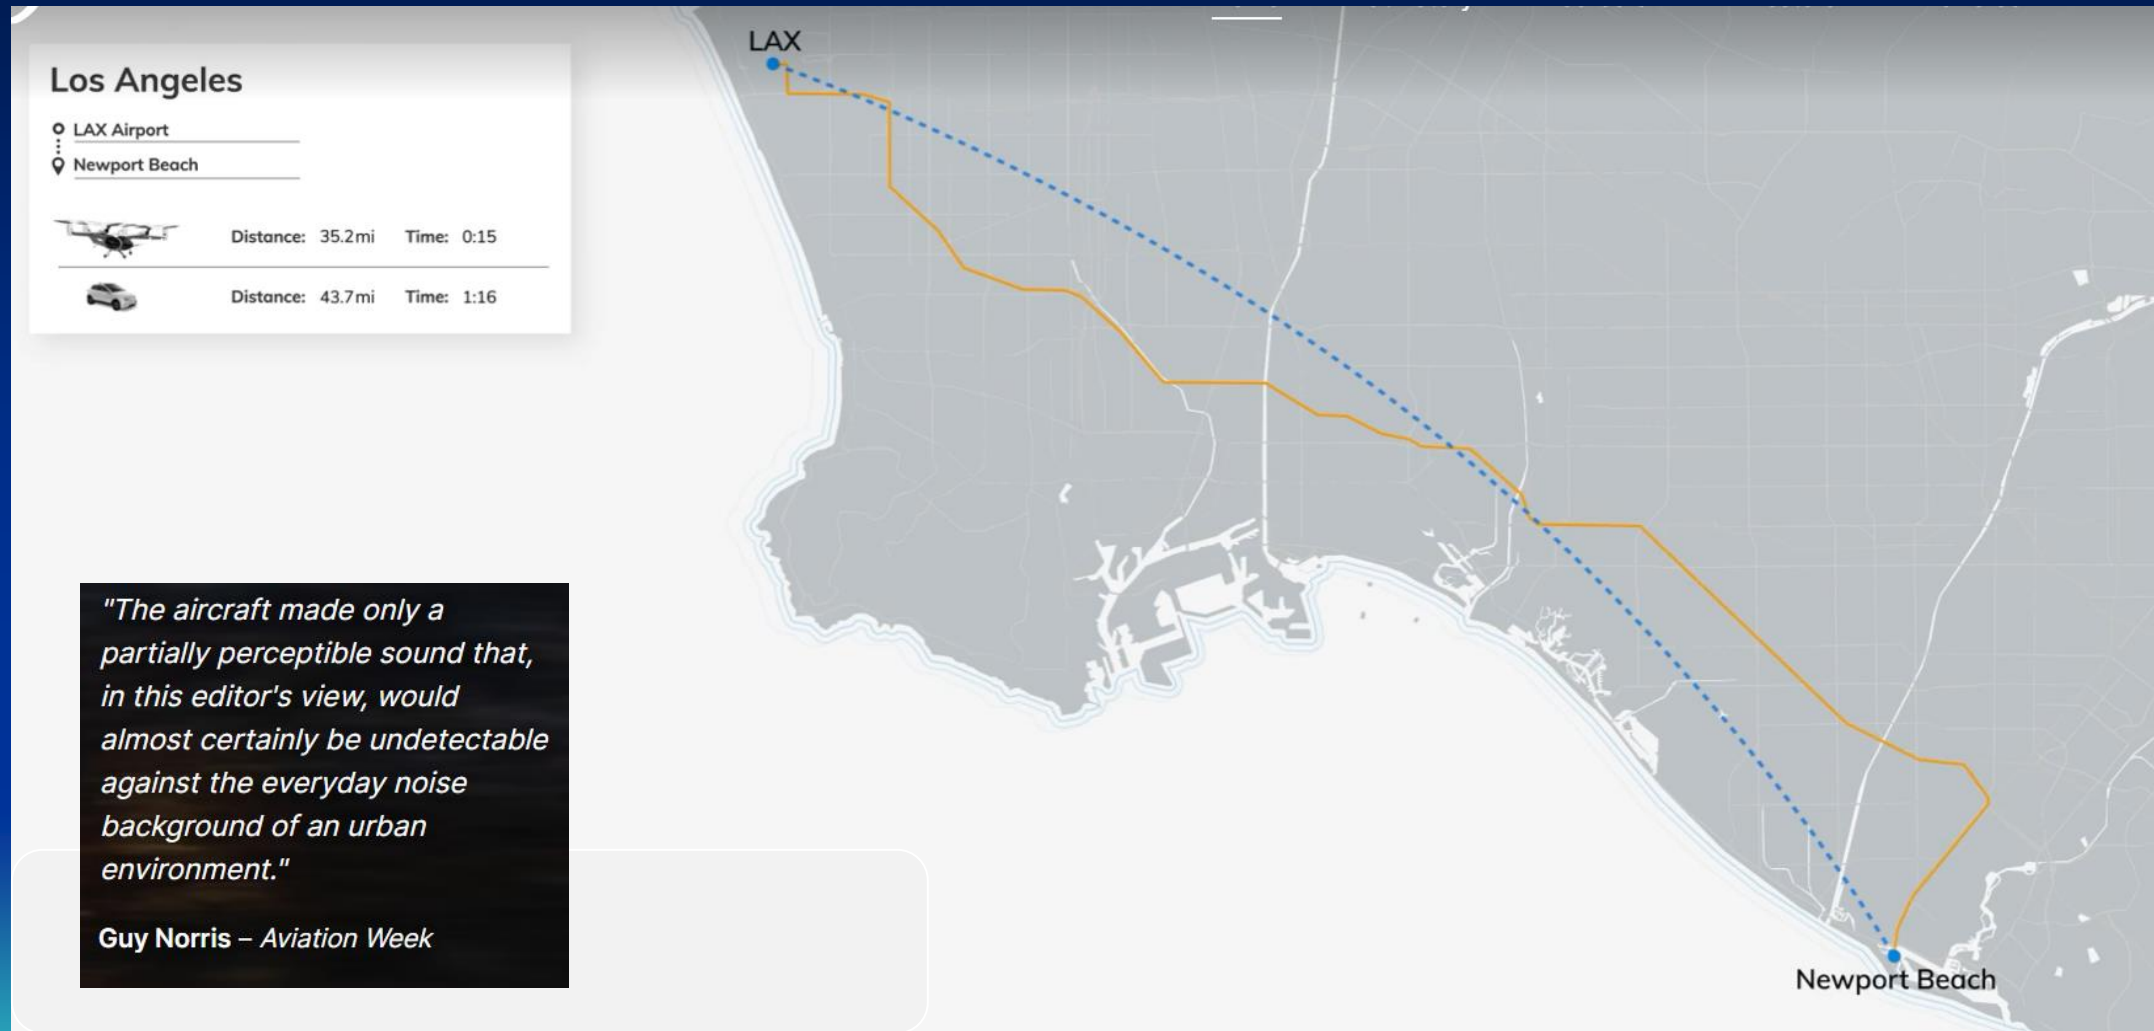 LAX
Los Angeles
LAX Airport
Newport Beach
Distance: 35.2mi Time: 0:15
Distance: 43.7mi Time: 1:16
"The aircraft made only a
partially perceptible sound that,
in this editor's view, would
almost certainly be undetectable
against the everyday noise
background of an urban
environment."
Guy Norris – Aviation Week
Newport Beach